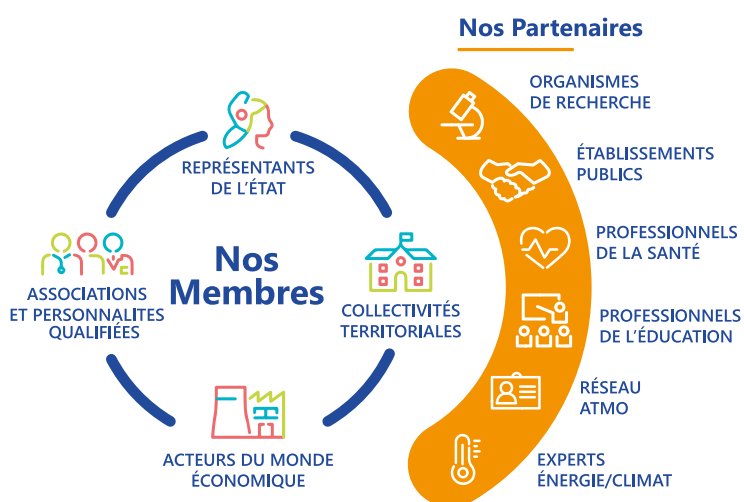 Nos Partenaires
ORGANISMES
DE RECHERCHE
ÉTABLISSEMENTS
PUBLICS
PROFESSIONNELS
DE LA SANTÉ
PROFESSIONNELS
DE L'ÉDUCATION
RÉSEAU
ATMO
EXPERTS
ÉNERGIE/CLIMAT
Nos
Membres
REPRÉSENTANTS
DE L'ÉTAT
COLLECTIVITÉS
TERRITORIALES
ACTEURS DU MONDE
ÉCONOMIQUE
ASSOCIATIONS
ET PERSONNALITES
QUALIFIÉES